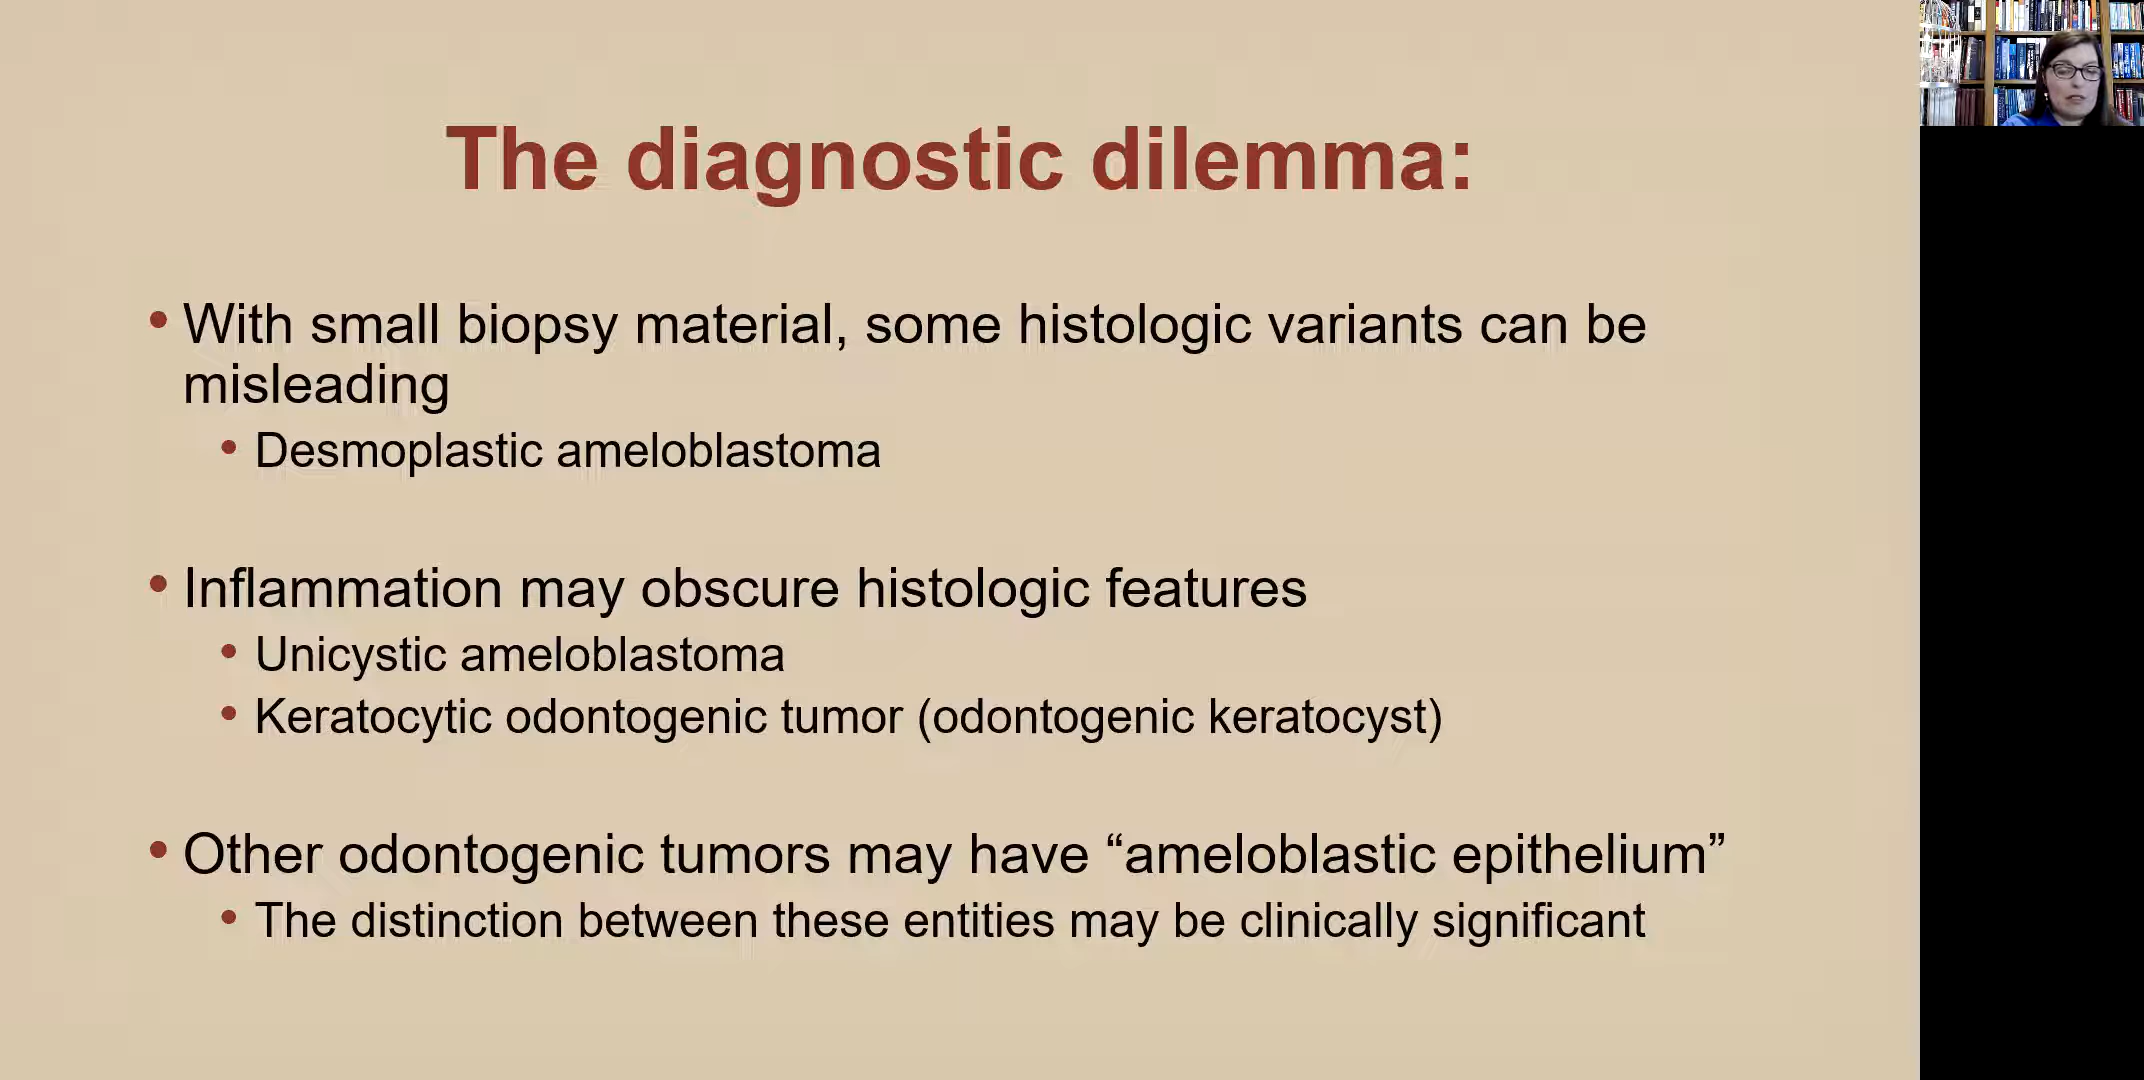 The diagnostic dilemma:
• With small biopsy material, some histologic variants can be
misleading
• Desmoplastic ameloblastoma
• Inflammation may obscure histologic features
• Unicystic ameloblastoma
• Keratocytic odontogenic tumor (odontogenic keratocyst)
• Other odontogenic tumors may have “ameloblastic epithelium”
• The distinction between these entities may be clinically significant